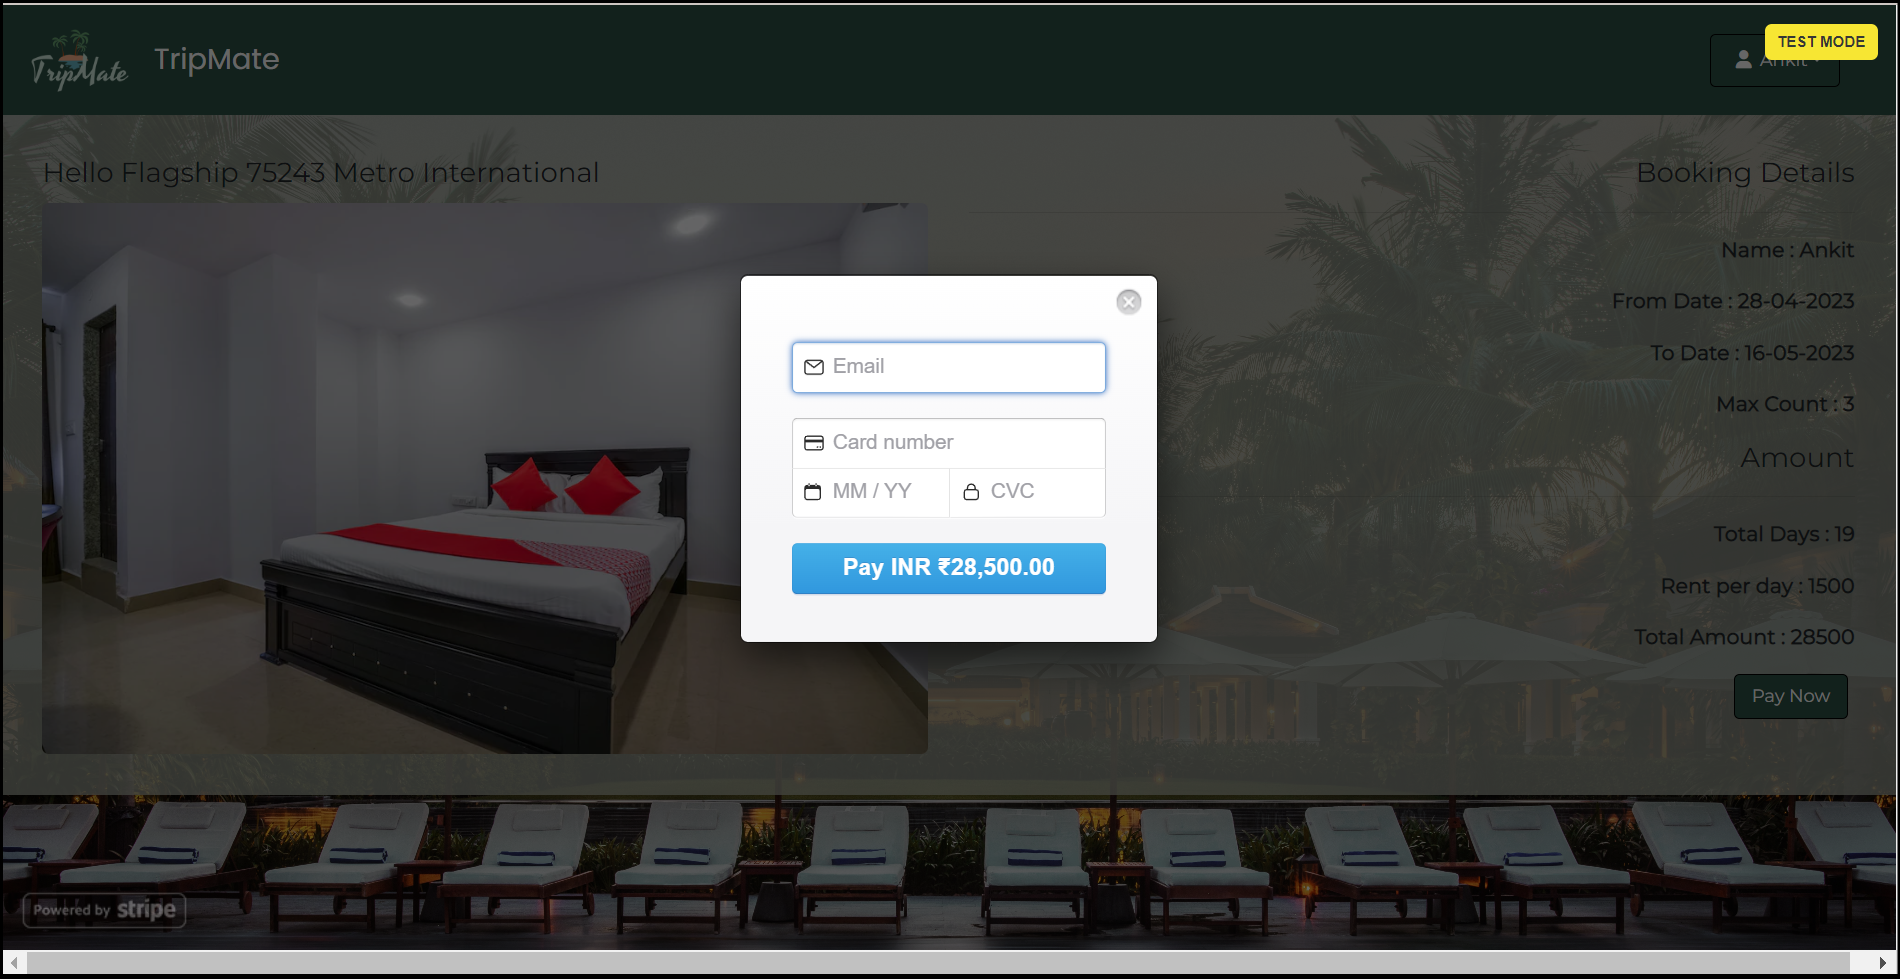 TripMate
TripMate
Ankit
TEST MODE
Hello Flagship 75243 Metro International
Booking Details
Name : Ankit
From Date : 28-04-2023
To Date : 16-05-2023
Max Count : 3
Amount
Total Days : 19
Rent per day : 1500
Total Amount : 28500
Pay Now
Email
Card number
MM / YY
CVC
Pay INR ₹28,500.00
Powered by stripe